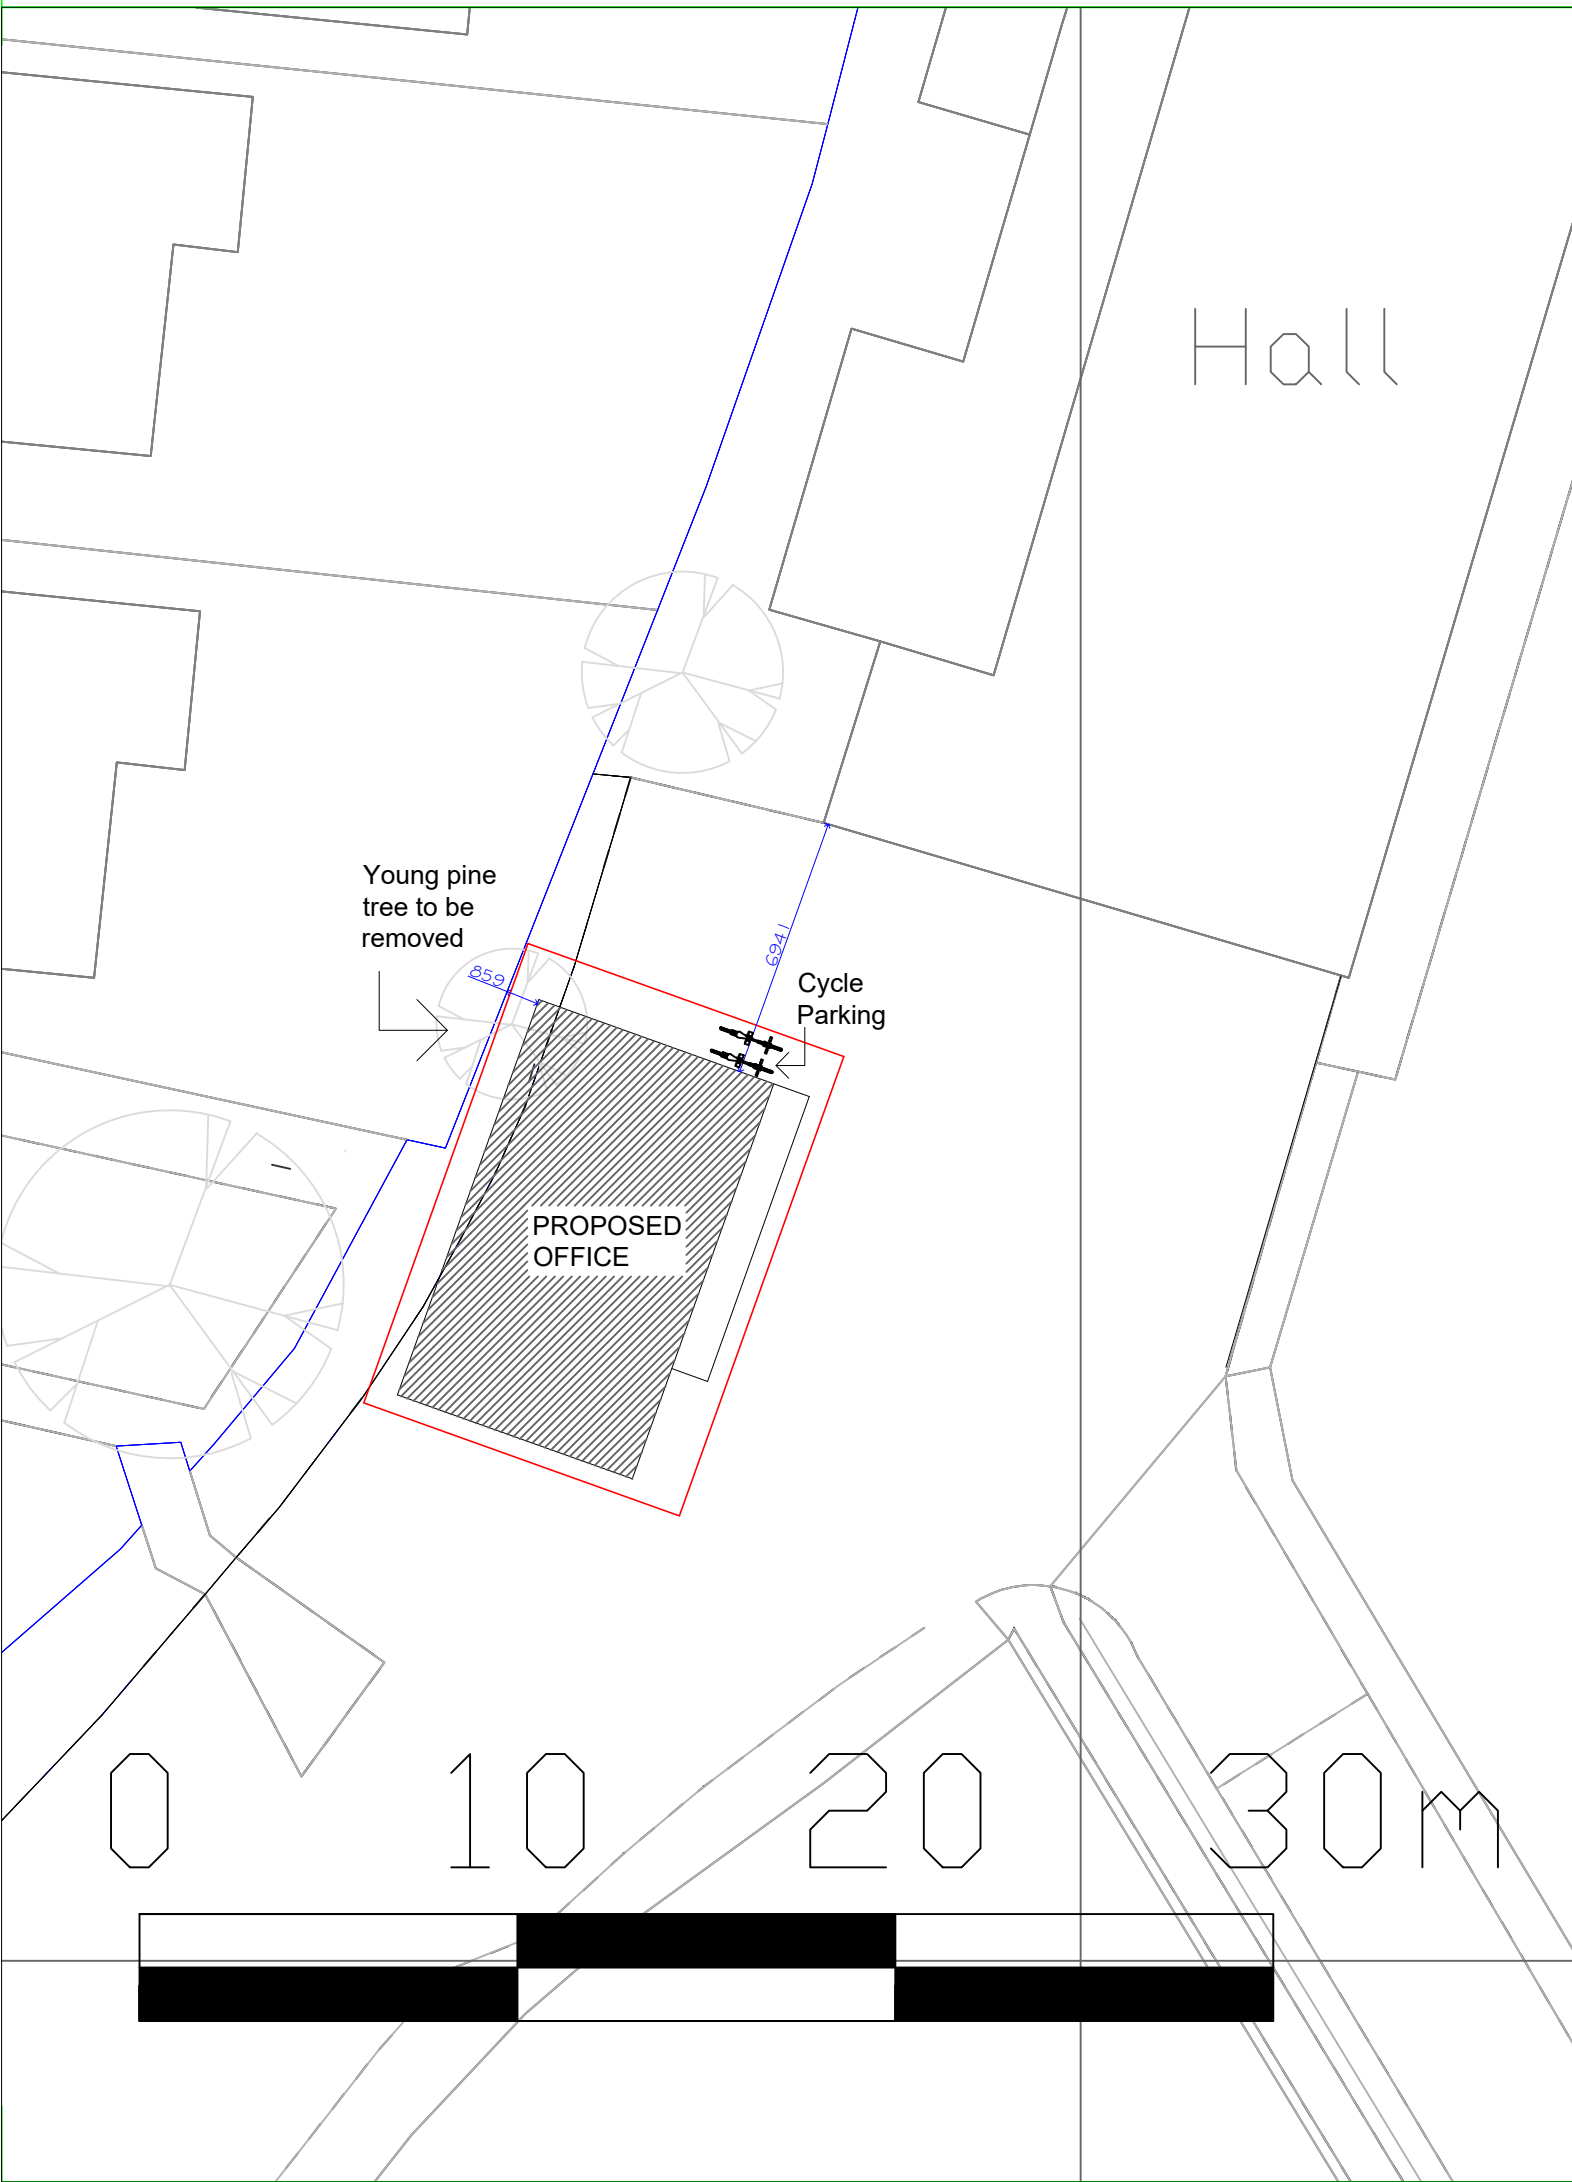 Hall
Young pine
tree to be
removed
859
6941
Cycle
Parking
PROPOSED
OFFICE
0 10 20 30m